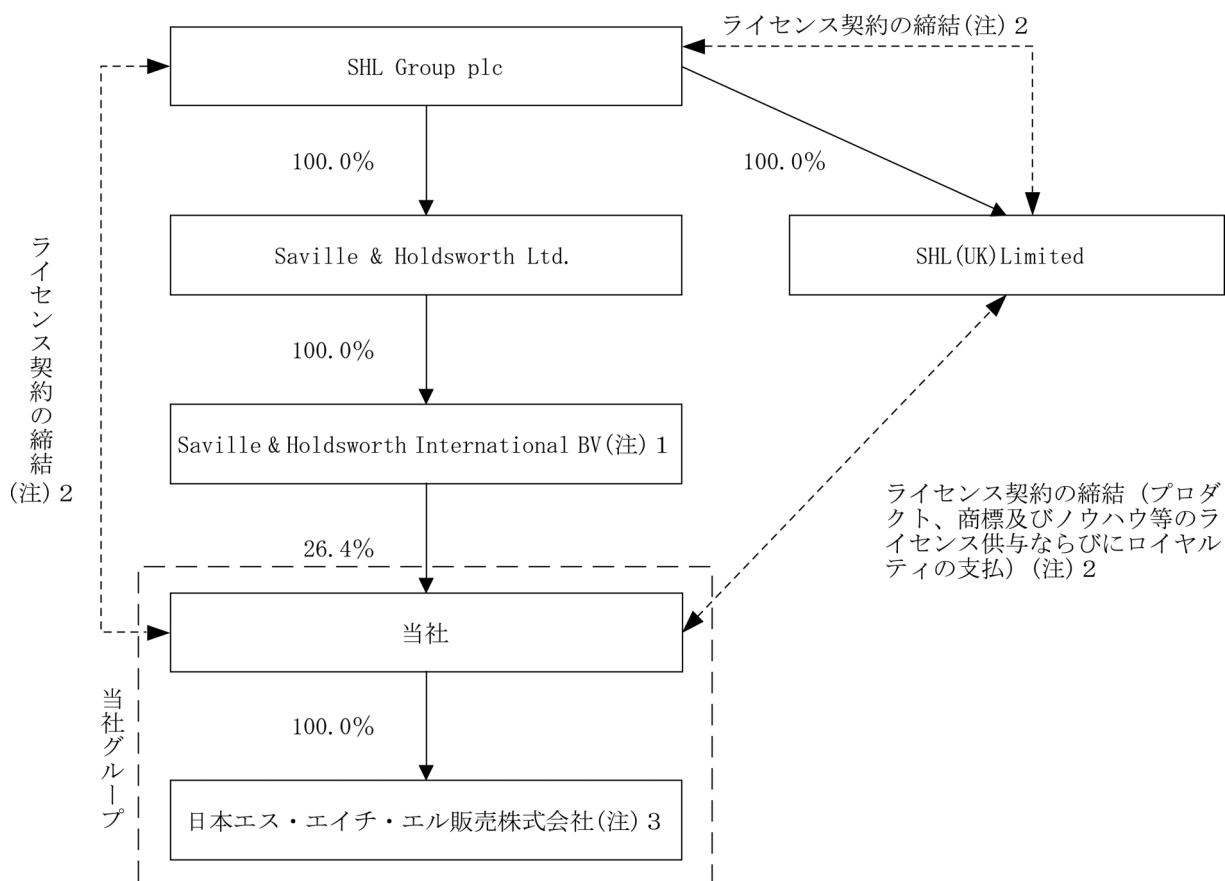 ライセンス契約の締結(注)2
SHL Group plc
100.0%
100.0%
Saville & Holdsworth Ltd.
SHL(UK)Limited
ライセンス契約の締結
(注)2
100.0%
Saville & Holdsworth International BV(注)1
26.4%
ライセンス契約の締結(プロダ
クト、商標及びノウハウ等のラ
イセンス供与ならびにロイヤル
ティの支払)(注)2
当社
当社グループ
100.0%
日本エス・エイチ・エル販売株式会社(注)3